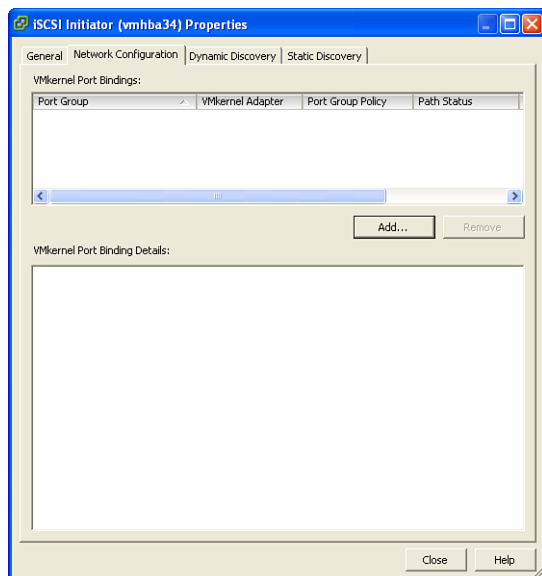 iSCSI Initiator (vmhba34) Properties
General Network Configuration Dynamic Discovery Static Discovery
VMkernel Port Bindings:
Port Group VMkernel Adapter Port Group Policy Path Status
Add... Remove
VMkernel Port Binding Details:
Close Help